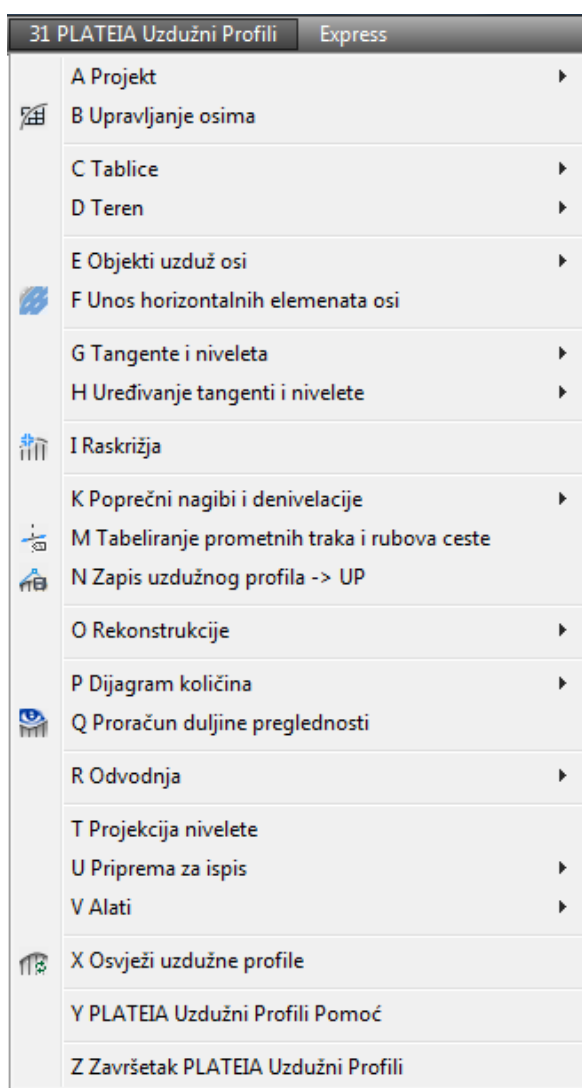 31 PLATEIA Uzdužni Profili Express
A Projekt
B Upravljanje osima
C Tablice
D Teren
E Objekti uzduž osi
F Unos horizontalnih elemenata osi
G Tangente i niveleta
H Uređivanje tangenti i nivelete
I Raskrižja
K Poprečni nagibi i denivelacije
M Tabeliranje prometnih traka i rubova ceste
N Zapis uzdužnog profila -> UP
O Rekonstrukcije
P Dijagram količina
Q Proračun duljine preglednosti
R Odvodnja
T Projekcija nivelete
U Priprema za ispis
V Alati
X Osvježi uzdužne profile
Y PLATEIA Uzdužni Profili Pomoć
Z Završetak PLATEIA Uzdužni Profili